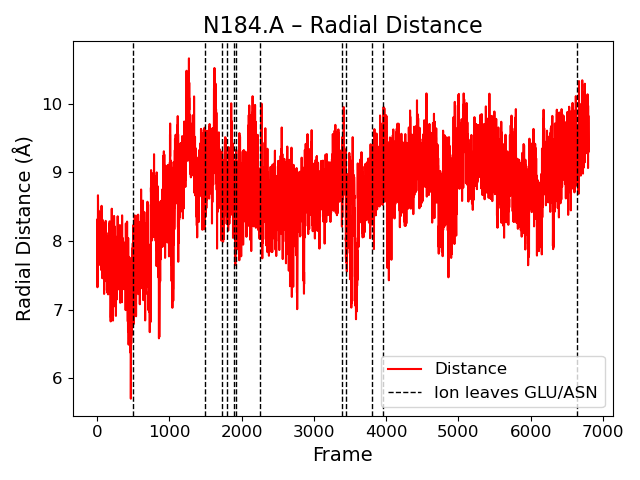 N184.A – Radial Distance
Radial Distance (Å)
10
9
8
7
6
Distance
Ion leaves GLU/ASN
0 1000 2000 3000 4000 5000 6000 7000
Frame